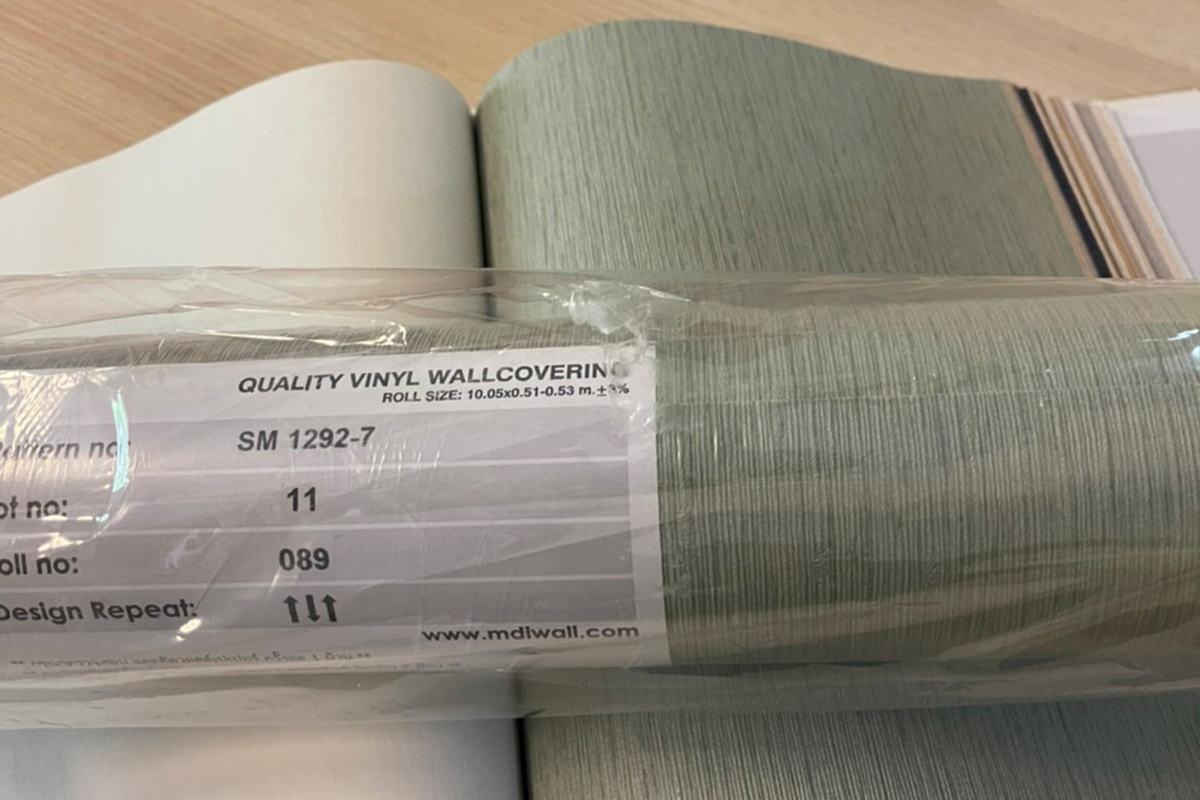 QUALITY VINYL WALLCOVERING
ROLL SIZE: 10.05x0.51-0.53 m.±3%
Pattern no: SM 1292-7
ot no: 11
oll no: 089
Design Repeat: ↑↓↑
www.mdiwall.com